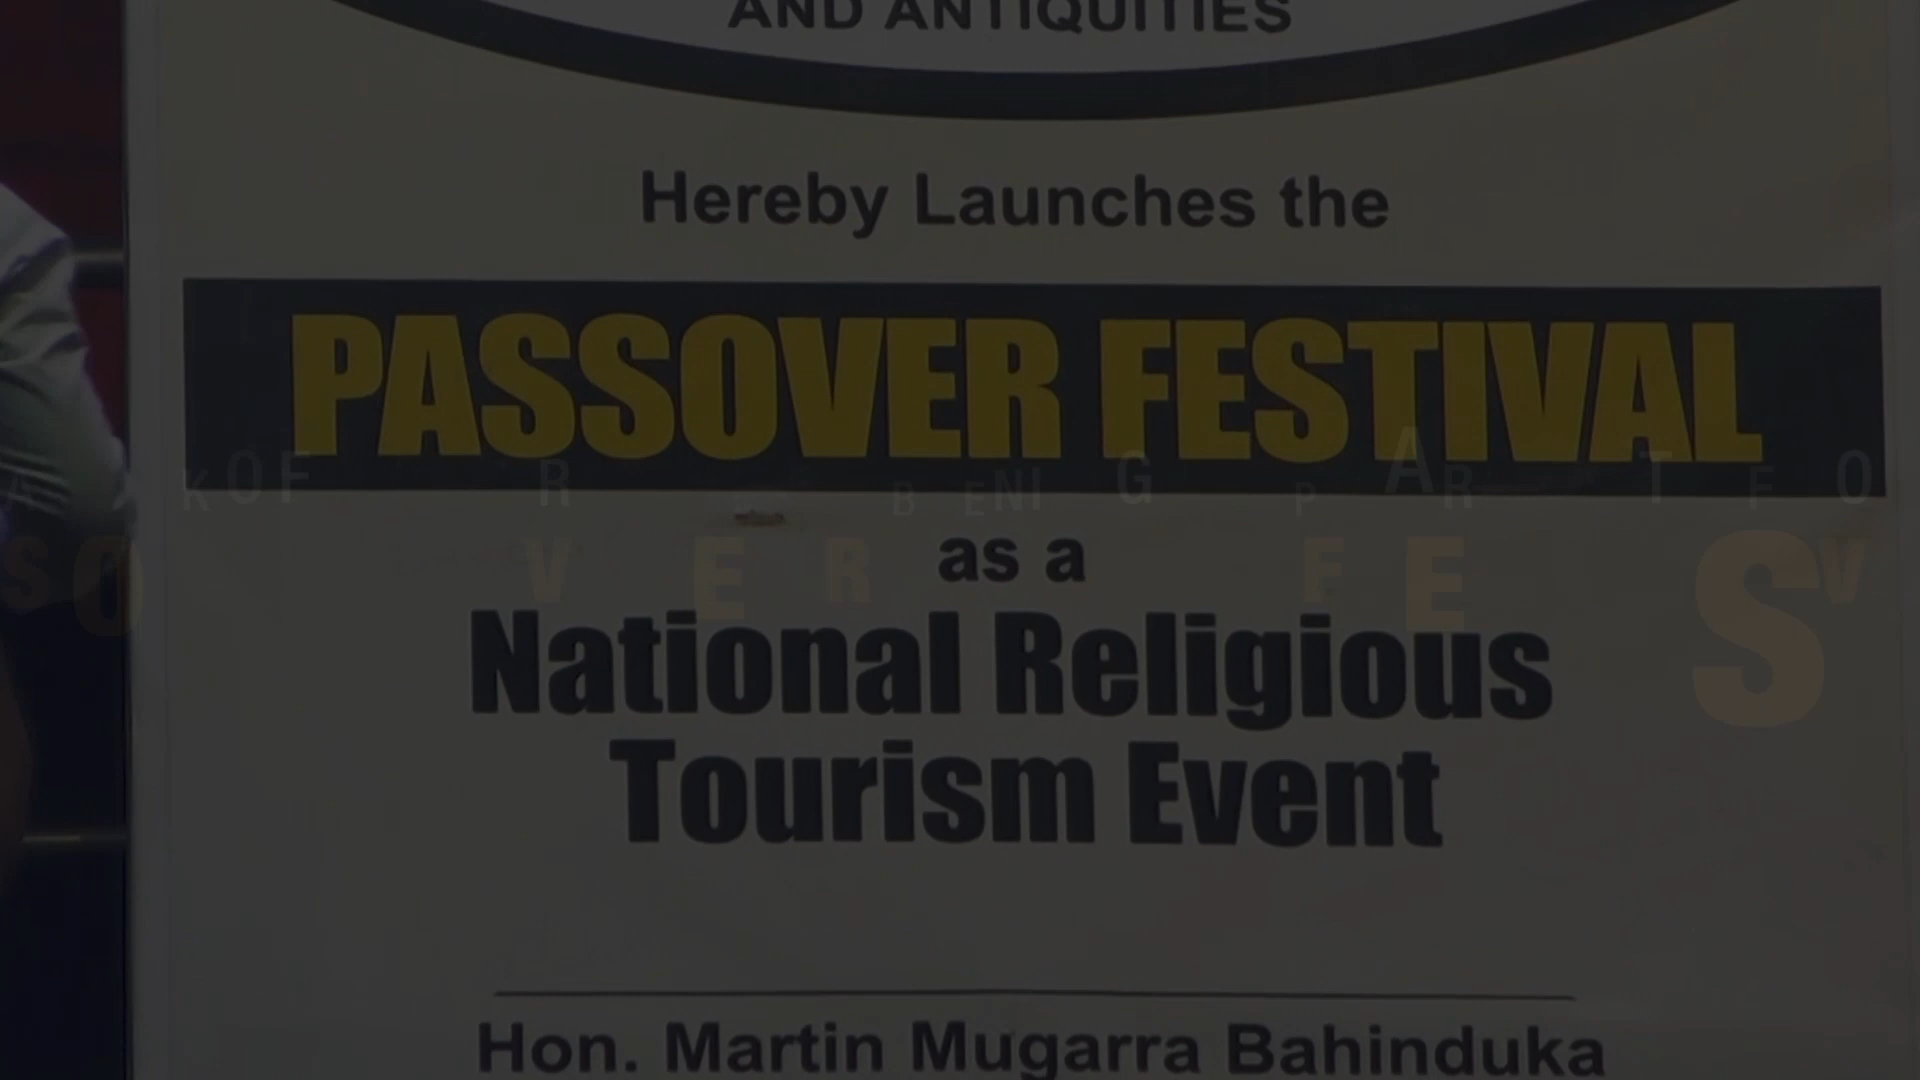 AND ANTIQUITIES
Hereby Launches the
PASSOVER FESTIVAL
as a
National Religious
Tourism Event
Hon. Martin Mugarra Bahinduka